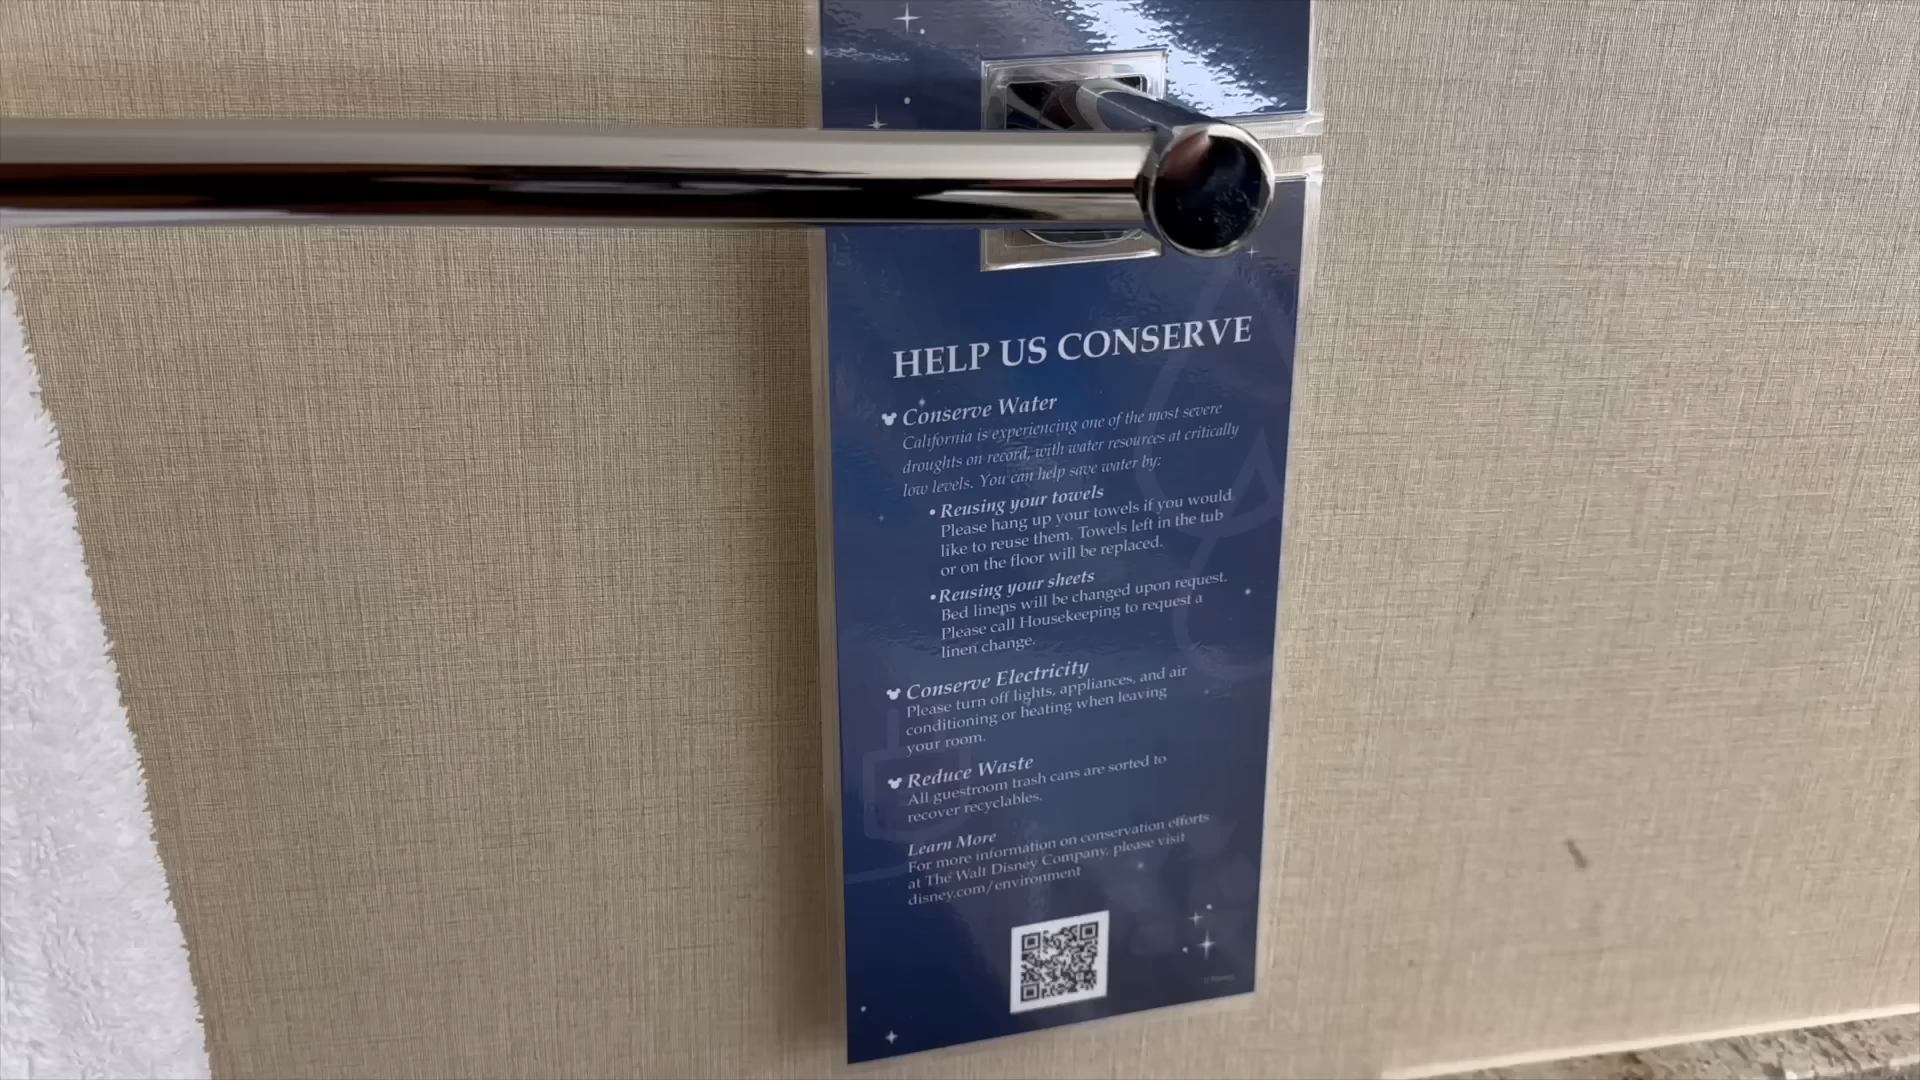 HELP US CONSERVE
Conserve Water
California is experiencing one of the most severe
droughts on record, with water resources at critically
low levels. You can help save water by:
• Reusing your towels
Please hang up your towels if you would
like to reuse them. Towels left in the tub
or on the floor will be replaced.
• Reusing your sheets
Bed linens will be changed upon request.
Please call Housekeeping to request a
linen change.
Conserve Electricity
Please turn off lights, appliances, and air
conditioning or heating when leaving
your room.
Reduce Waste
All guestroom trash cans are sorted to
recover recyclables.
Learn More
For more information on conservation efforts
at The Walt Disney Company, please visit
disney.com/environment